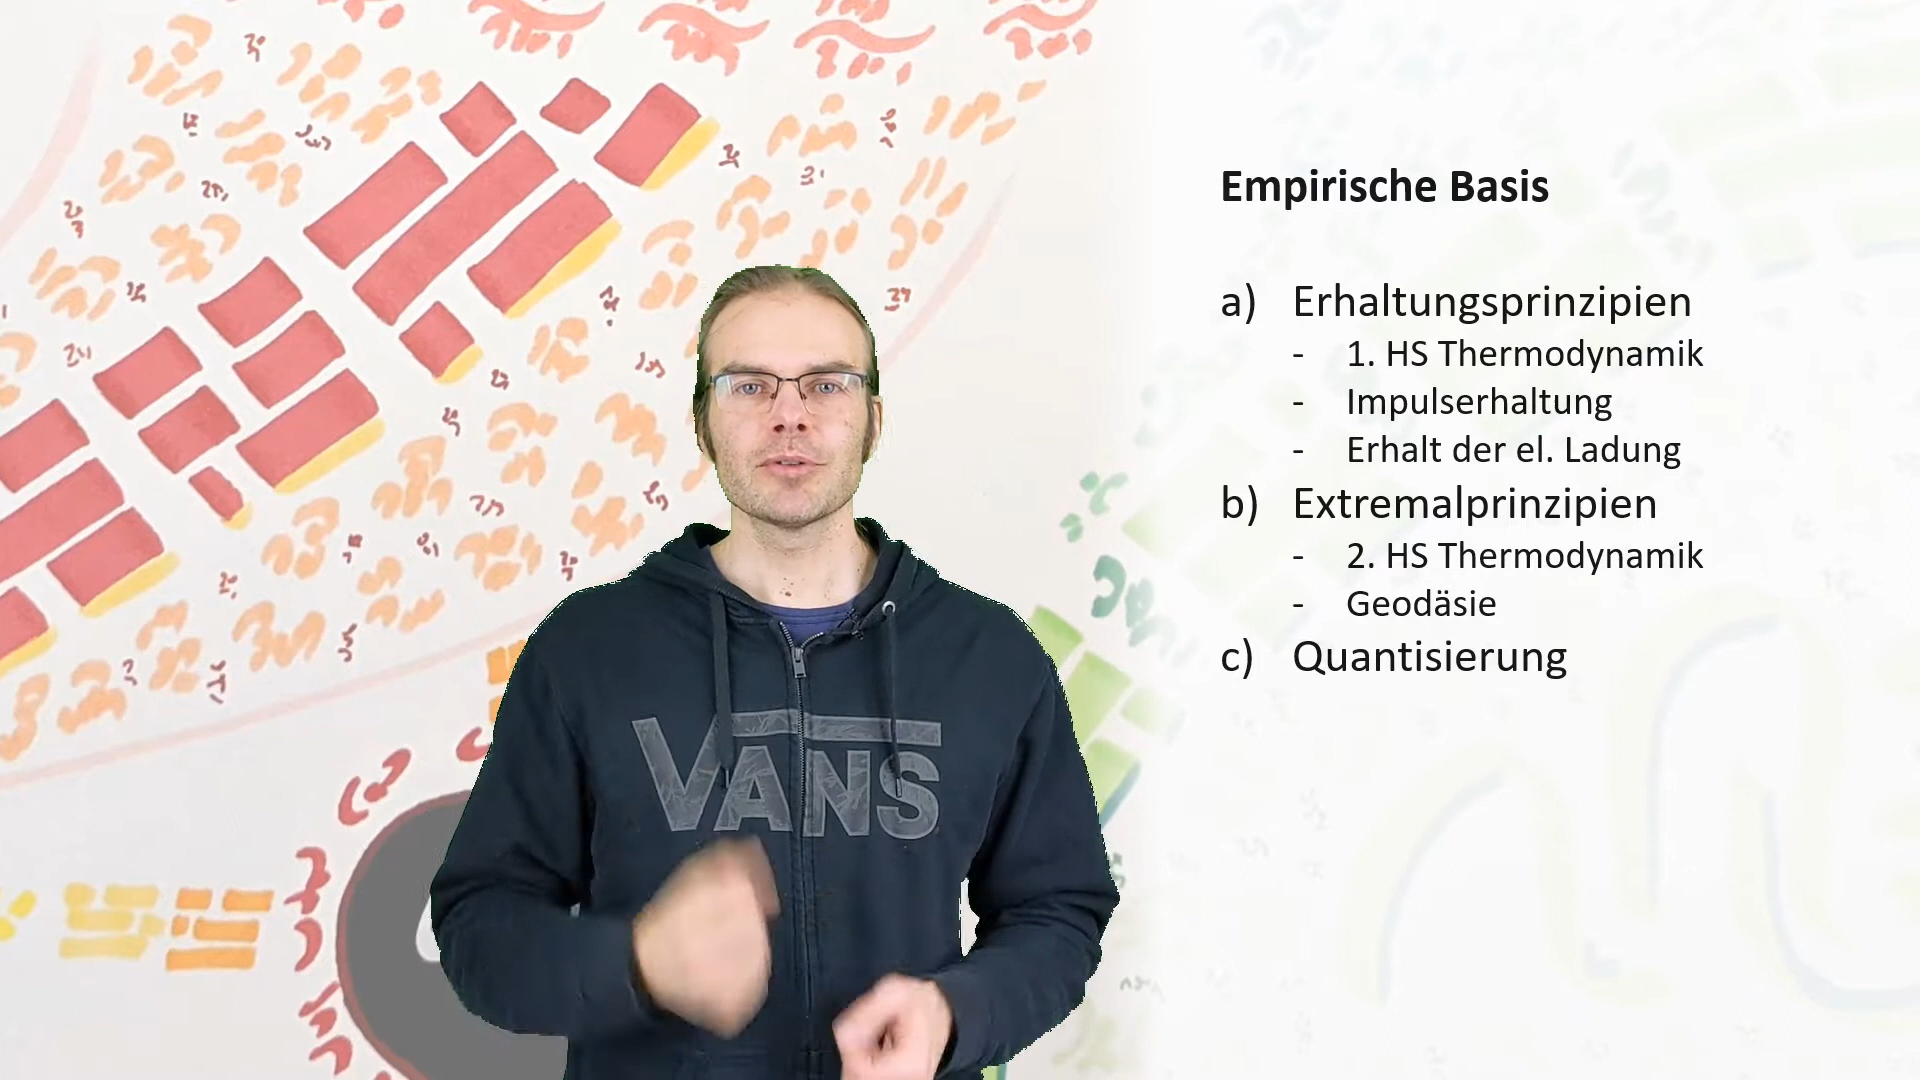 Empirische Basis
a) Erhaltungsprinzipien
- 1. HS Thermodynamik
- Impulserhaltung
- Erhalt der el. Ladung
b) Extremalprinzipien
- 2. HS Thermodynamik
- Geodäsie
c) Quantisierung
VANS